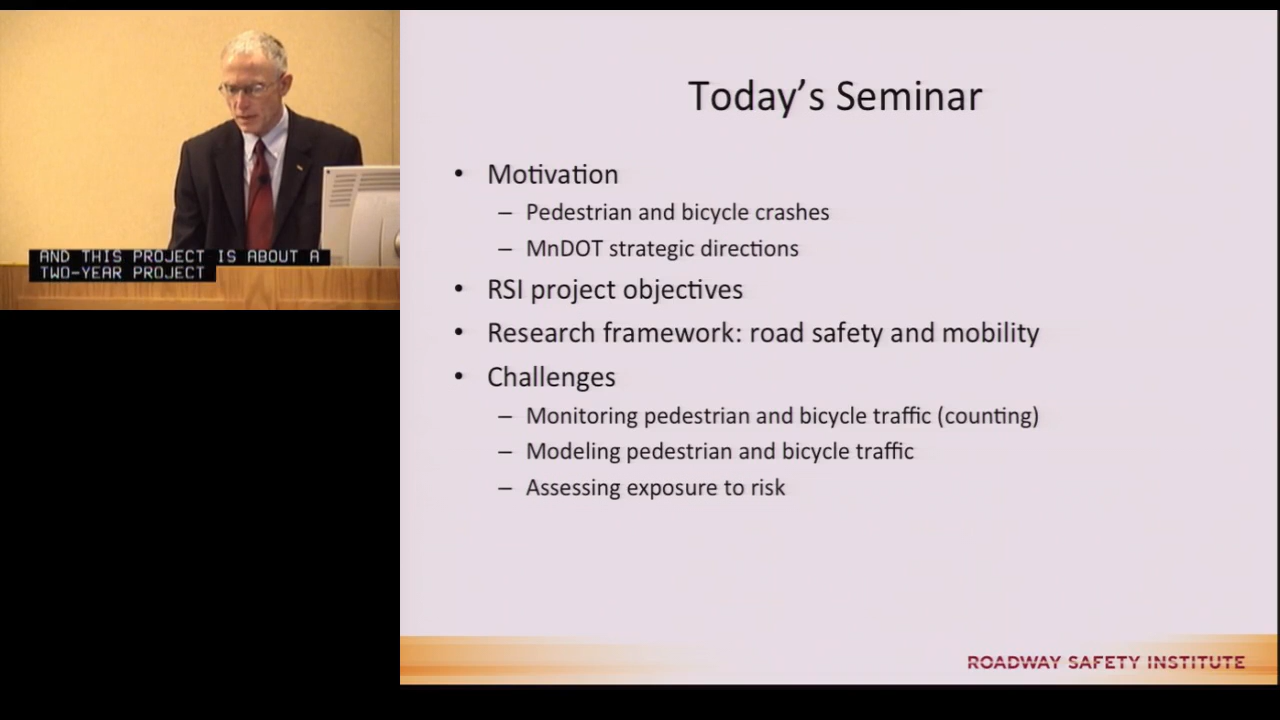 AND THIS PROJECT IS ABOUT A
TWO-YEAR PROJECT
Today's Seminar
• Motivation
– Pedestrian and bicycle crashes
– MnDOT strategic directions
• RSI project objectives
• Research framework: road safety and mobility
• Challenges
– Monitoring pedestrian and bicycle traffic (counting)
– Modeling pedestrian and bicycle traffic
– Assessing exposure to risk
ROADWAY SAFETY INSTITUTE